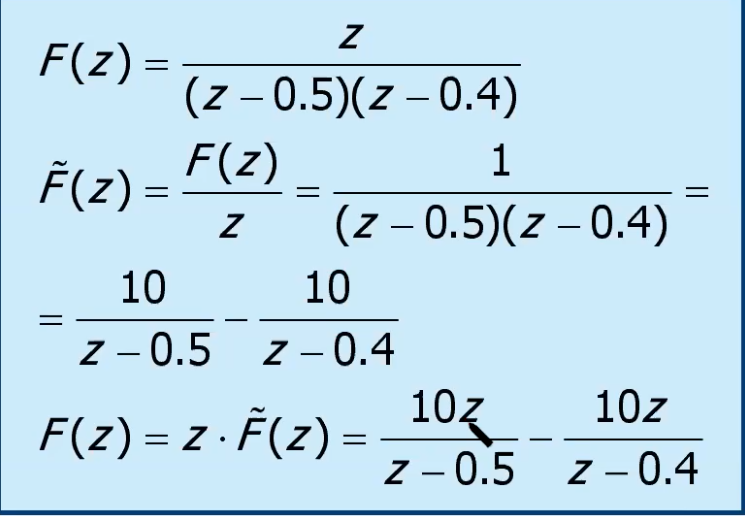 F(z) = z / ((z − 0.5)(z − 0.4))
F̃(z) = F(z) / z = 1 / ((z − 0.5)(z − 0.4)) =
= 10 / (z − 0.5) − 10 / (z − 0.4)
F(z) = z · F̃(z) = 10z / (z − 0.5) − 10z / (z − 0.4)